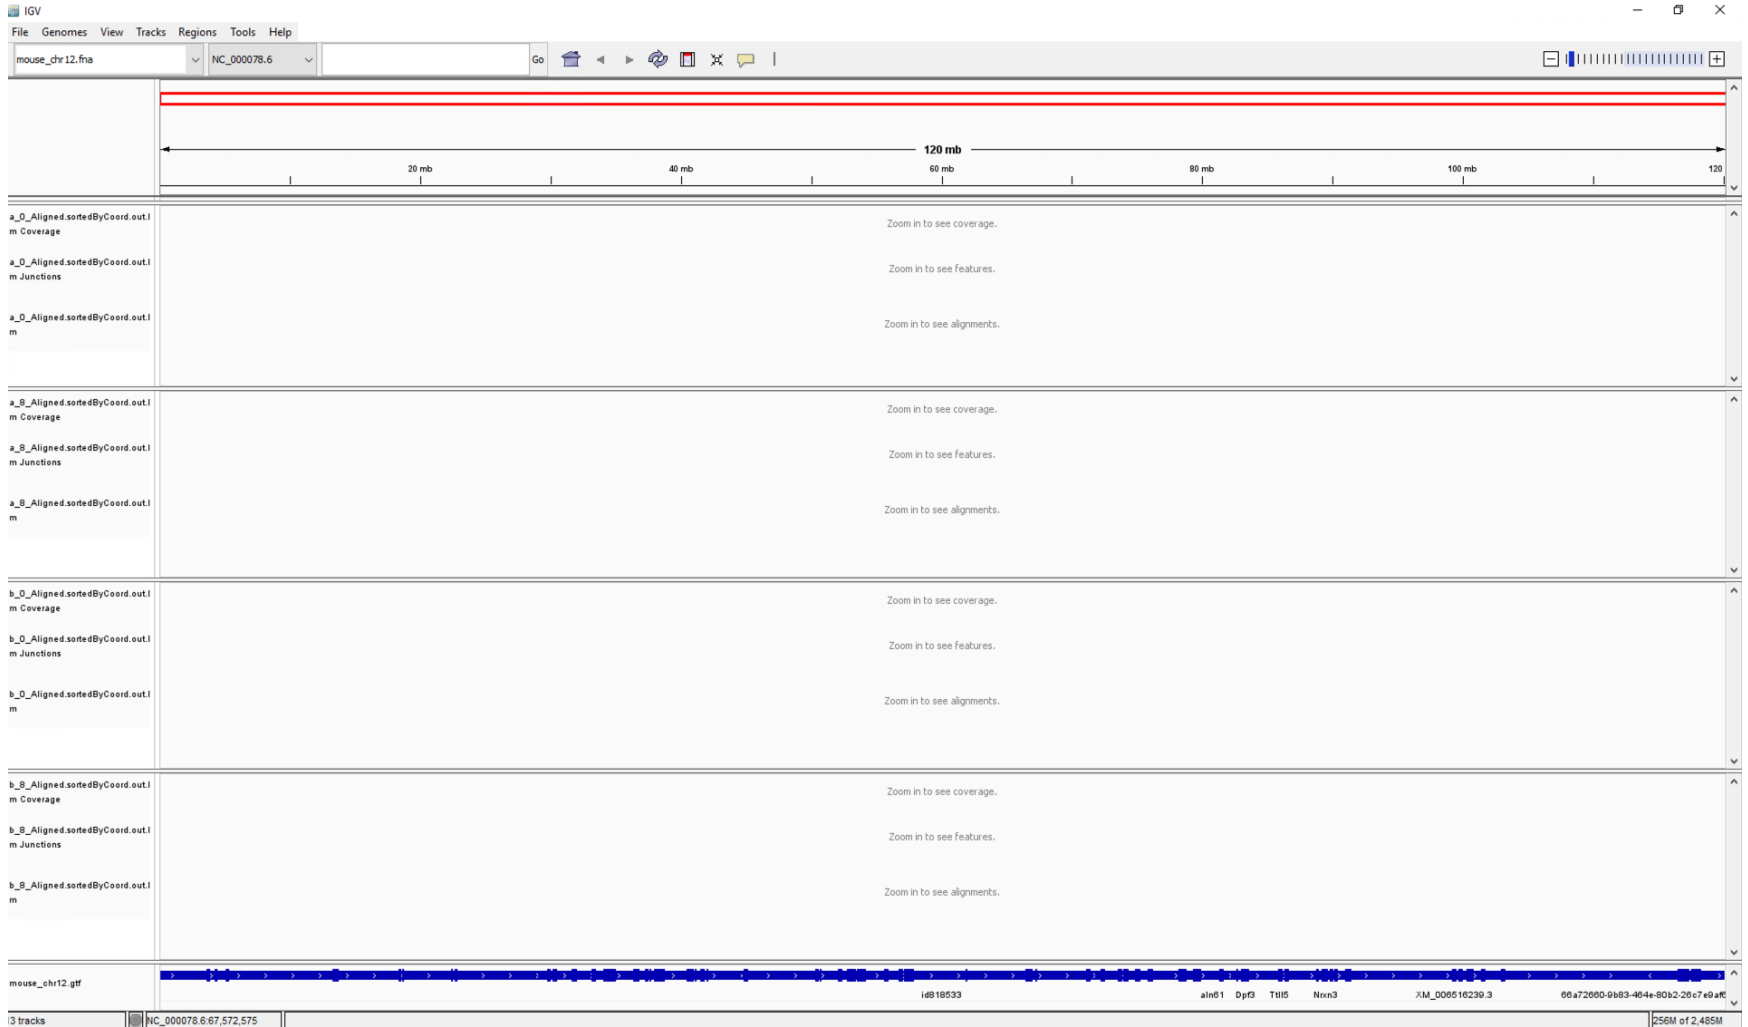 IGV
File Genomes View Tracks Regions Tools Help
mouse_chr12.fna NC_000078.6 Go
120 mb
20 mb 40 mb 60 mb 80 mb 100 mb 120
a_0_Aligned.sortedByCoord.out.l
m Coverage
Zoom in to see coverage.
a_0_Aligned.sortedByCoord.out.l
m Junctions
Zoom in to see features.
a_0_Aligned.sortedByCoord.out.l
m
Zoom in to see alignments.
a_8_Aligned.sortedByCoord.out.l
m Coverage
Zoom in to see coverage.
a_8_Aligned.sortedByCoord.out.l
m Junctions
Zoom in to see features.
a_8_Aligned.sortedByCoord.out.l
m
Zoom in to see alignments.
b_0_Aligned.sortedByCoord.out.l
m Coverage
Zoom in to see coverage.
b_0_Aligned.sortedByCoord.out.l
m Junctions
Zoom in to see features.
b_0_Aligned.sortedByCoord.out.l
m
Zoom in to see alignments.
b_8_Aligned.sortedByCoord.out.l
m Coverage
Zoom in to see coverage.
b_8_Aligned.sortedByCoord.out.l
m Junctions
Zoom in to see features.
b_8_Aligned.sortedByCoord.out.l
m
Zoom in to see alignments.
mouse_chr12.gtf
id818533 aln61 Dpf3 Ttll5 Nrxn3 XM_006516239.3 66a72660-9b83-464e-80b2-26c7e9af6
3 tracks NC_000078.6:67,572,575 256M of 2,485M